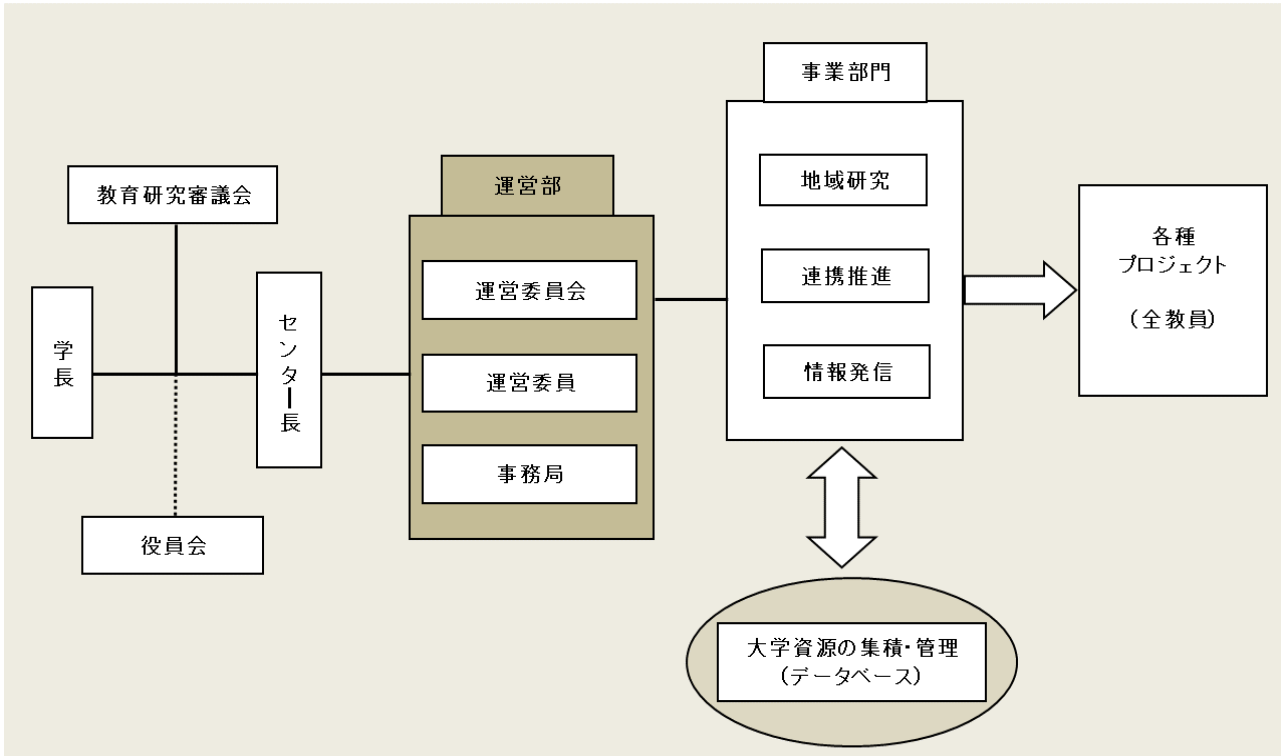 教育研究審議会
学長
センター長
役員会
運営部
運営委員会
運営委員
事務局
事業部門
地域研究
連携推進
情報発信
各種
プロジェクト
(全教員)
大学資源の集積・管理
(データベース)